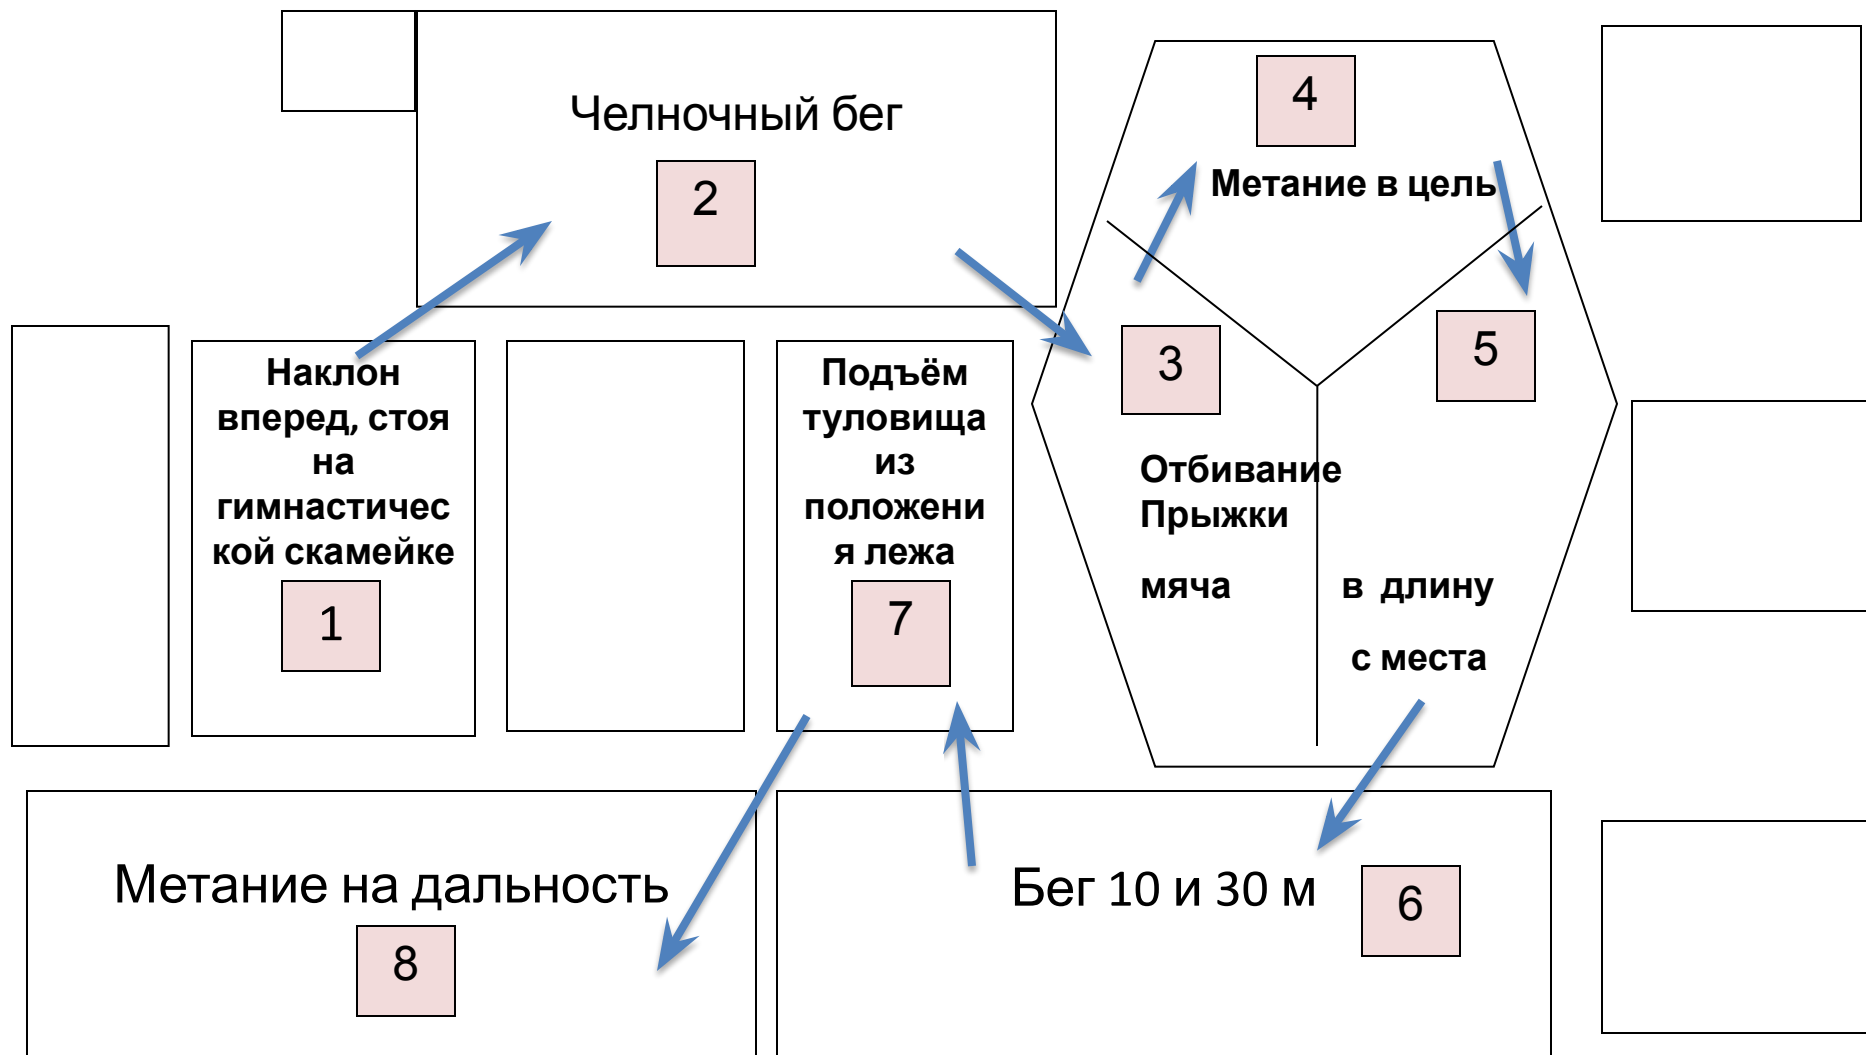 Челночный бег
2
4
Метание в цель
Наклон
вперед, стоя
на
гимнастичес
кой скамейке
1
Подъём
туловища
из
положени
я лежа
7
3
5
Отбивание
Прыжки
мяча в длину
с места
Метание на дальность
8
Бег 10 и 30 м
6